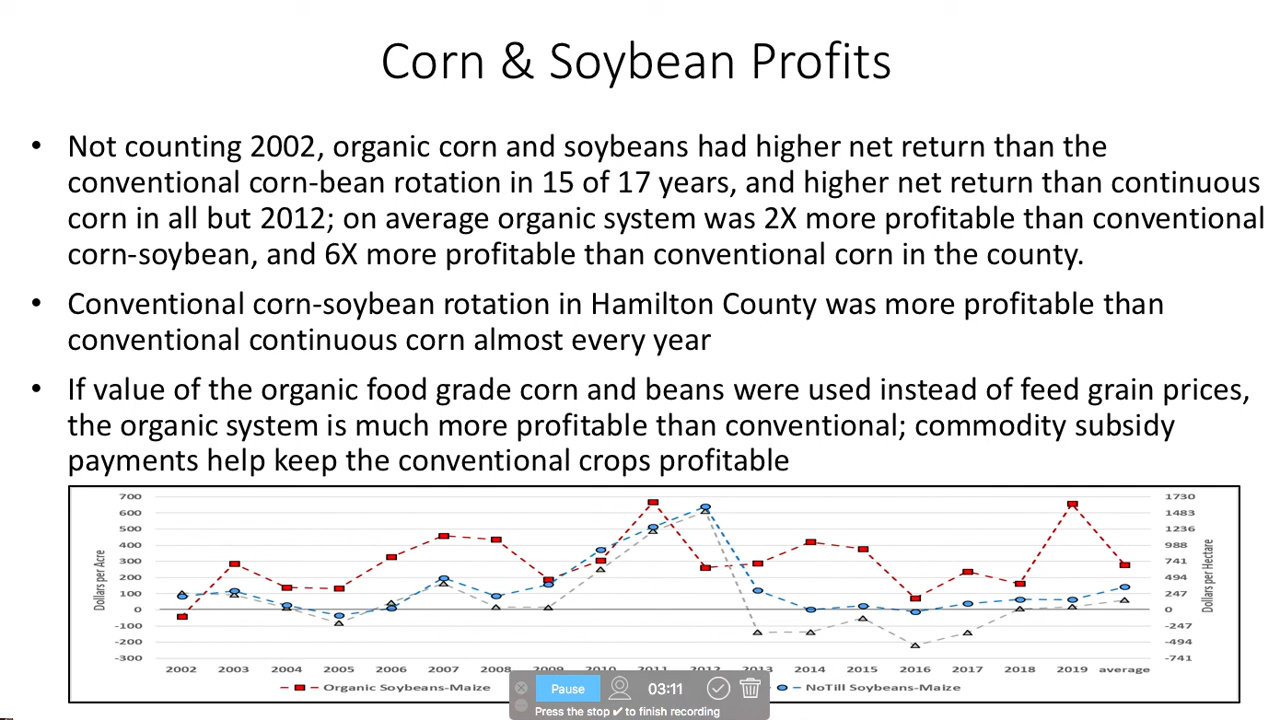 Corn & Soybean Profits
• Not counting 2002, organic corn and soybeans had higher net return than the
conventional corn-bean rotation in 15 of 17 years, and higher net return than continuous
corn in all but 2012; on average organic system was 2X more profitable than conventional
corn-soybean, and 6X more profitable than conventional corn in the county.
• Conventional corn-soybean rotation in Hamilton County was more profitable than
conventional continuous corn almost every year
• If value of the organic food grade corn and beans were used instead of feed grain prices,
the organic system is much more profitable than conventional; commodity subsidy
payments help keep the conventional crops profitable
700 1730
600 1483
500 1236
400 988
300 741
200 494
100 247
0 0
-100 -247
-200 -494
-300 -741
Dollars per Acre
Dollars per Hectare
2002 2003 2004 2005 2006 2007 2008 2009 2010 2011 2012 2013 2014 2015 2016 2017 2018 2019 average
Organic Soybeans-Maize NoTill Soybeans-Maize
Pause 03:11
Press the stop ✔ to finish recording